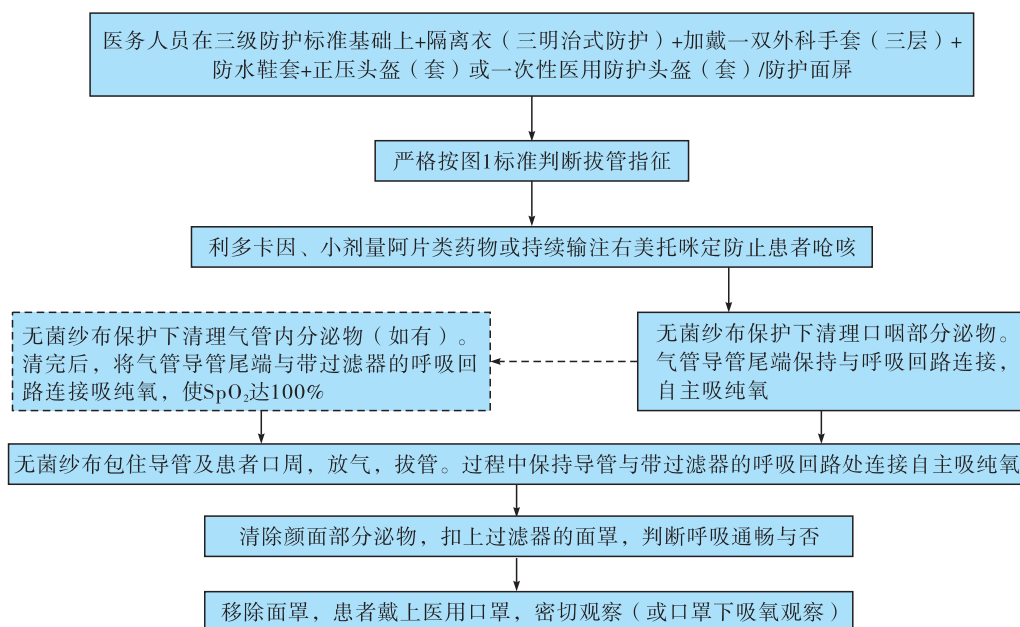 医务人员在三级防护标准基础上+隔离衣（三明治式防护）+加戴一双外科手套（三层）+
防水鞋套+正压头盔（套）或一次性医用防护头盔（套）/防护面屏
严格按图1标准判断拔管指征
利多卡因、小剂量阿片类药物或持续输注右美托咪定防止患者呛咳
无菌纱布保护下清理气管内分泌物（如有）。
清完后，将气管导管尾端与带过滤器的呼吸回
路连接吸纯氧，使SpO₂达100%
无菌纱布保护下清理口咽部分泌物。
气管导管尾端保持与呼吸回路连接，
自主吸纯氧
无菌纱布包住导管及患者口周，放气，拔管。过程中保持导管与带过滤器的呼吸回路处连接自主吸纯氧
清除颜面部分泌物，扣上过滤器的面罩，判断呼吸通畅与否
移除面罩，患者戴上医用口罩，密切观察（或口罩下吸氧观察）